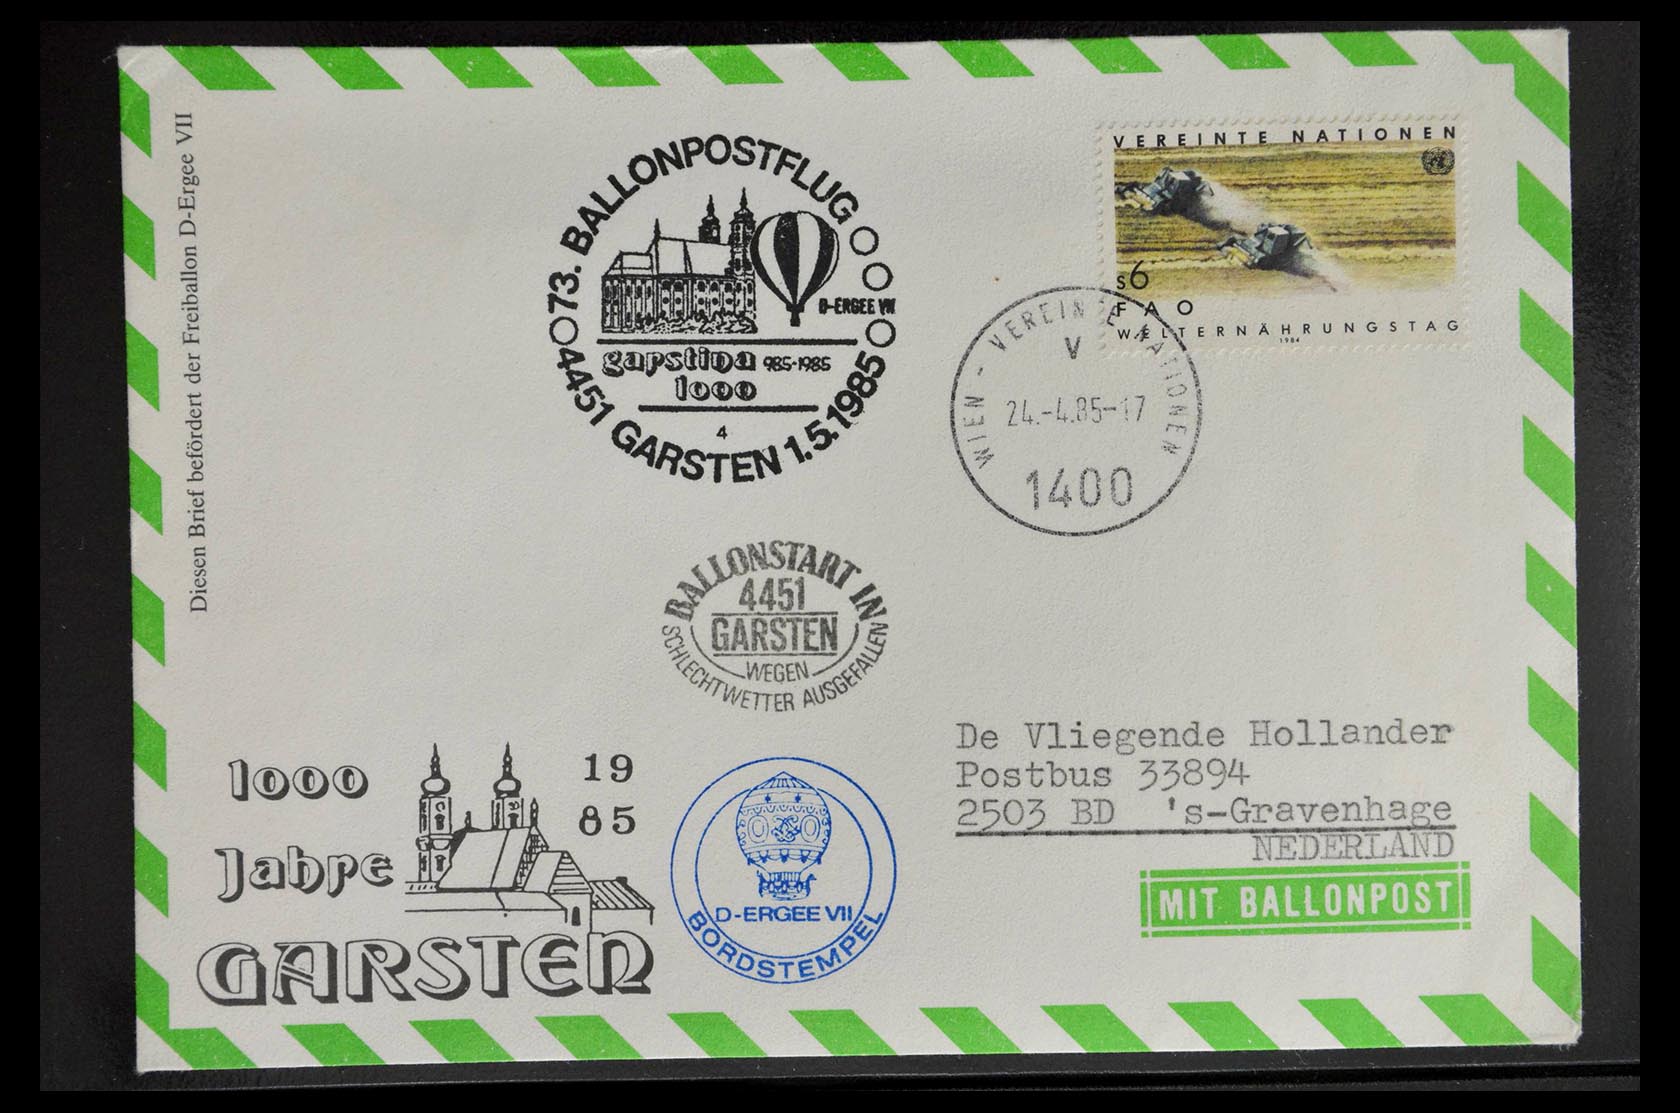 Diesen Brief befördert der Freiballon D-Ergee VII
73. BALLONPOSTFLUG
D-ERGEE VII
garstina 985-1985
1000
4
4451 GARSTEN 1.5.1985
VEREINTE NATIONEN
s6
FAO
WELTERNÄHRUNGSTAG
1984
WIEN - VEREINTE NATIONEN
V
24.-4.85-17
1400
BALLONSTART IN
4451
GARSTEN
WEGEN
SCHLECHTWETTER AUSGEFALLEN
1000
19
85
Jahre
GARSTEN
D-ERGEE VII
BORDSTEMPEL
De Vliegende Hollander
Postbus 33894
2503 BD 's-Gravenhage
NEDERLAND
MIT BALLONPOST